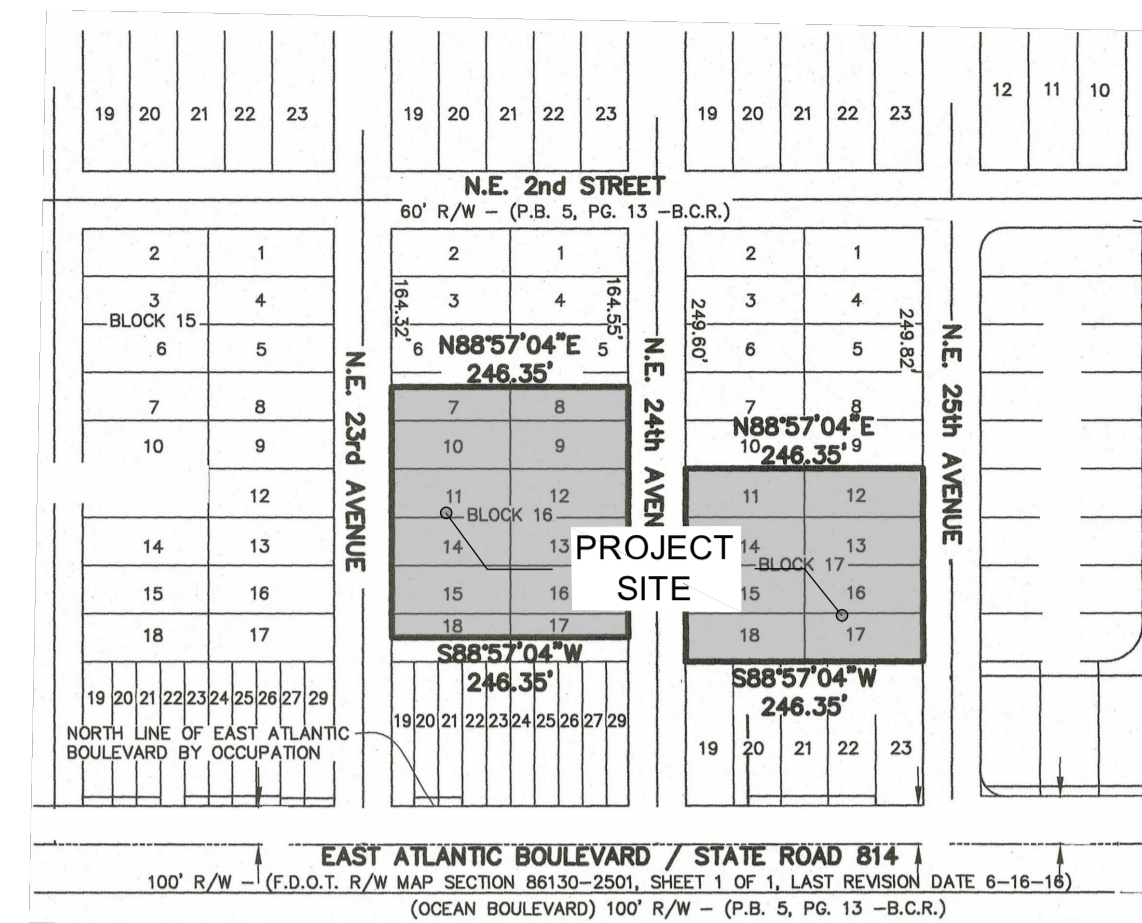 19 20 21 22 23
19 20 21 22 23
19 20 21 22 23
12 11 10
N.E. 2nd STREET
60' R/W - (P.B. 5, PG. 13 -B.C.R.)
2 1
3 4
BLOCK 15
6 5
7 8
10 9
12
14 13
15 16
18 17
19 20 21 22 23 24 25 26 27 29
NORTH LINE OF EAST ATLANTIC
BOULEVARD BY OCCUPATION
N.E. 23rd AVENUE
2 1
3 4
164.32'
164.55'
6 5
N88°57'04"E
246.35'
7 8
10 9
11 12
BLOCK 16
14 13
15 16
18 17
S88°57'04"W
246.35'
19 20 21 22 23 24 25 26 27 29
N.E. 24th AVEN
PROJECT
SITE
2 1
3 4
249.60'
249.82'
6 5
7 8
N88°57'04"E
10 9
246.35'
11 12
14 13
BLOCK 17
15 16
18 17
S88°57'04"W
246.35'
19 20 21 22 23
N.E. 25th AVENUE
EAST ATLANTIC BOULEVARD / STATE ROAD 814
100' R/W - (F.D.O.T. R/W MAP SECTION 86130-2501, SHEET 1 OF 1, LAST REVISION DATE 6-16-16)
(OCEAN BOULEVARD) 100' R/W - (P.B. 5, PG. 13 -B.C.R.)